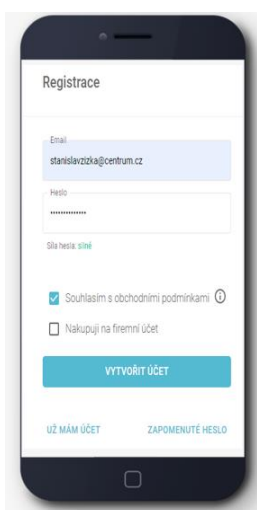 Registrace
Email
stanislavzizka@centrum.cz
Heslo
••••••••••••••
Síla hesla: silné
Souhlasím s obchodními podmínkami
Nakupuji na firemní účet
VYTVOŘIT ÚČET
UŽ MÁM ÚČET ZAPOMENUTÉ HESLO